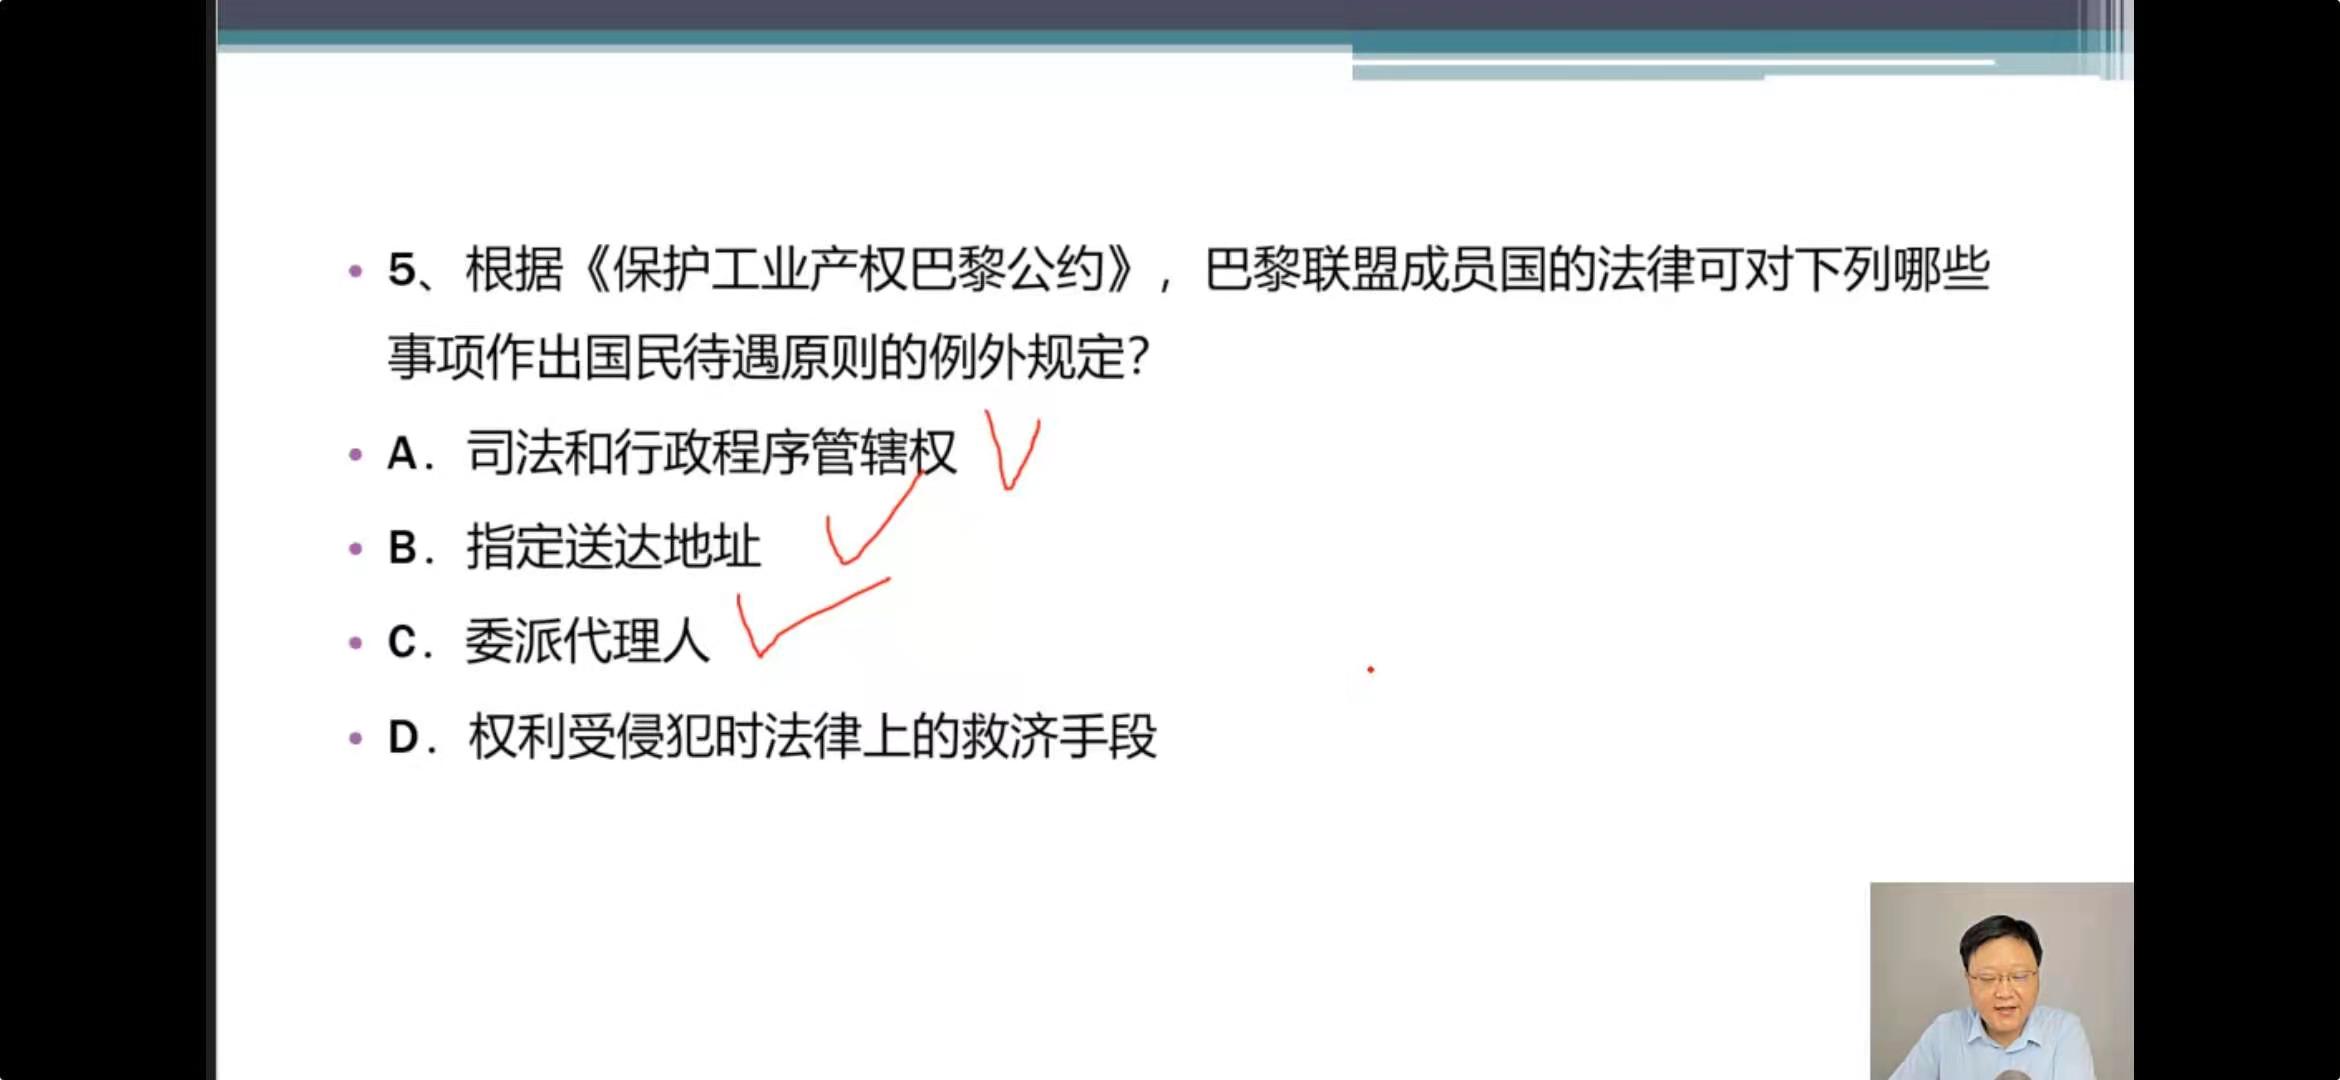 5、根据《保护工业产权巴黎公约》，巴黎联盟成员国的法律可对下列哪些
事项作出国民待遇原则的例外规定？
A．司法和行政程序管辖权
B．指定送达地址
C．委派代理人
D．权利受侵犯时法律上的救济手段